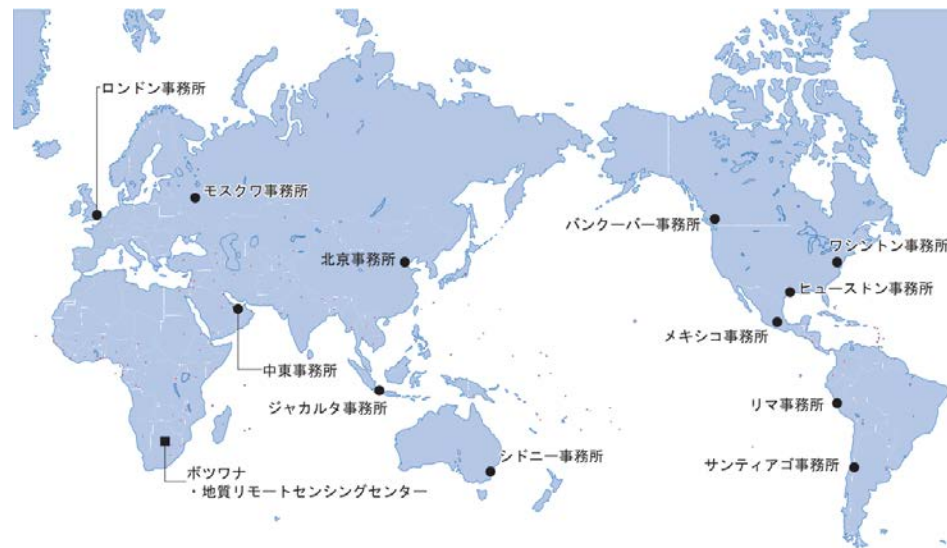 ロンドン事務所
モスクワ事務所
バンクーバー事務所
ワシントン事務所
北京事務所
ヒューストン事務所
メキシコ事務所
中東事務所
ジャカルタ事務所
リマ事務所
シドニー事務所
サンティアゴ事務所
ボツワナ
・地質リモートセンシングセンター